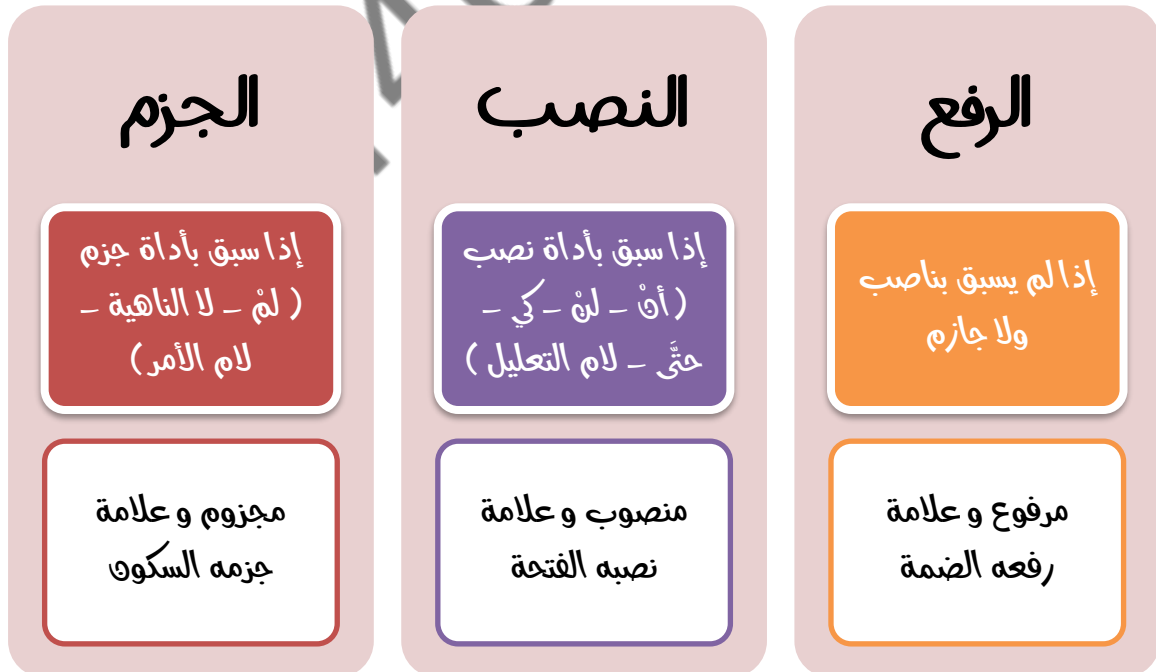 الرفع
إذا لم يسبق بناصب
ولا جازم
مرفوع و علامة
رفعه الضمة
النصب
إذا سبق بأداة نصب
( أنْ – لنْ – كي –
حتَّى – لام التعليل )
منصوب و علامة
نصبه الفتحة
الجزم
إذا سبق بأداة جزم
( لمْ – لا الناهية –
لام الأمر )
مجزوم و علامة
جزمه السكون